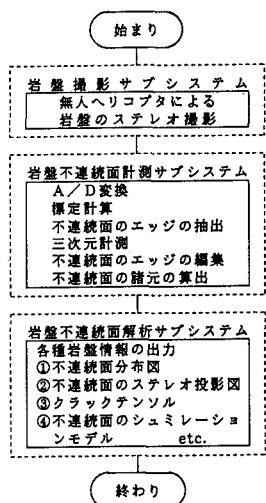 始まり
岩盤撮影サブシステム
無人ヘリコプタによる
岩盤のステレオ撮影
岩盤不連続面計測サブシステム
A/D変換
標定計算
不連続面のエッジの抽出
三次元計測
不連続面のエッジの編集
不連続面の諸元の算出
岩盤不連続面解析サブシステム
各種岩盤情報の出力
①不連続面分布図
②不連続面のステレオ投影図
③クラックテンソル
④不連続面のシュミレーショ
ンモデル etc.
終わり